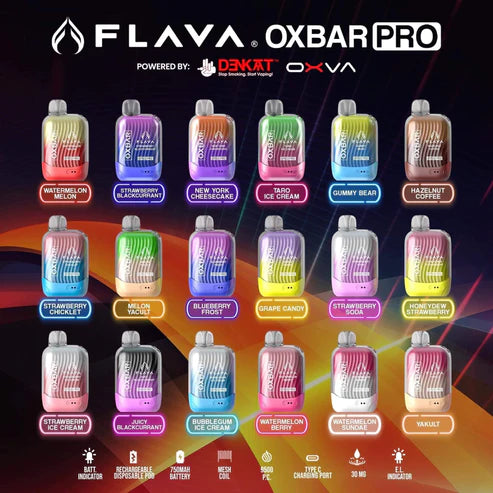 FLAVA® OXBAR PRO
POWERED BY: DENKAT™ OXVA
Stop Smoking. Start Vaping!
WATERMELON
MELON
STRAWBERRY
BLACKCURRANT
NEW YORK
CHEESECAKE
TARO
ICE CREAM
GUMMY BEAR
HAZELNUT
COFFEE
STRAWBERRY
CHICKLET
MELON
YACULT
BLUEBERRY
FROST
GRAPE CANDY
STRAWBERRY
SODA
HONEYDEW
STRAWBERRY
STRAWBERRY
ICE CREAM
JUICY
BLACKCURRANT
BUBBLEGUM
ICE CREAM
WATERMELON
BERRY
WATERMELON
SUNDAE
YAKULT
BATT.
INDICATOR
RECHARGEABLE
DISPOSABLE POD
750MAH
BATTERY
MESH
COIL
9500
P.C.
TYPE C
CHARGING PORT
30 MG
E.L.
INDICATOR